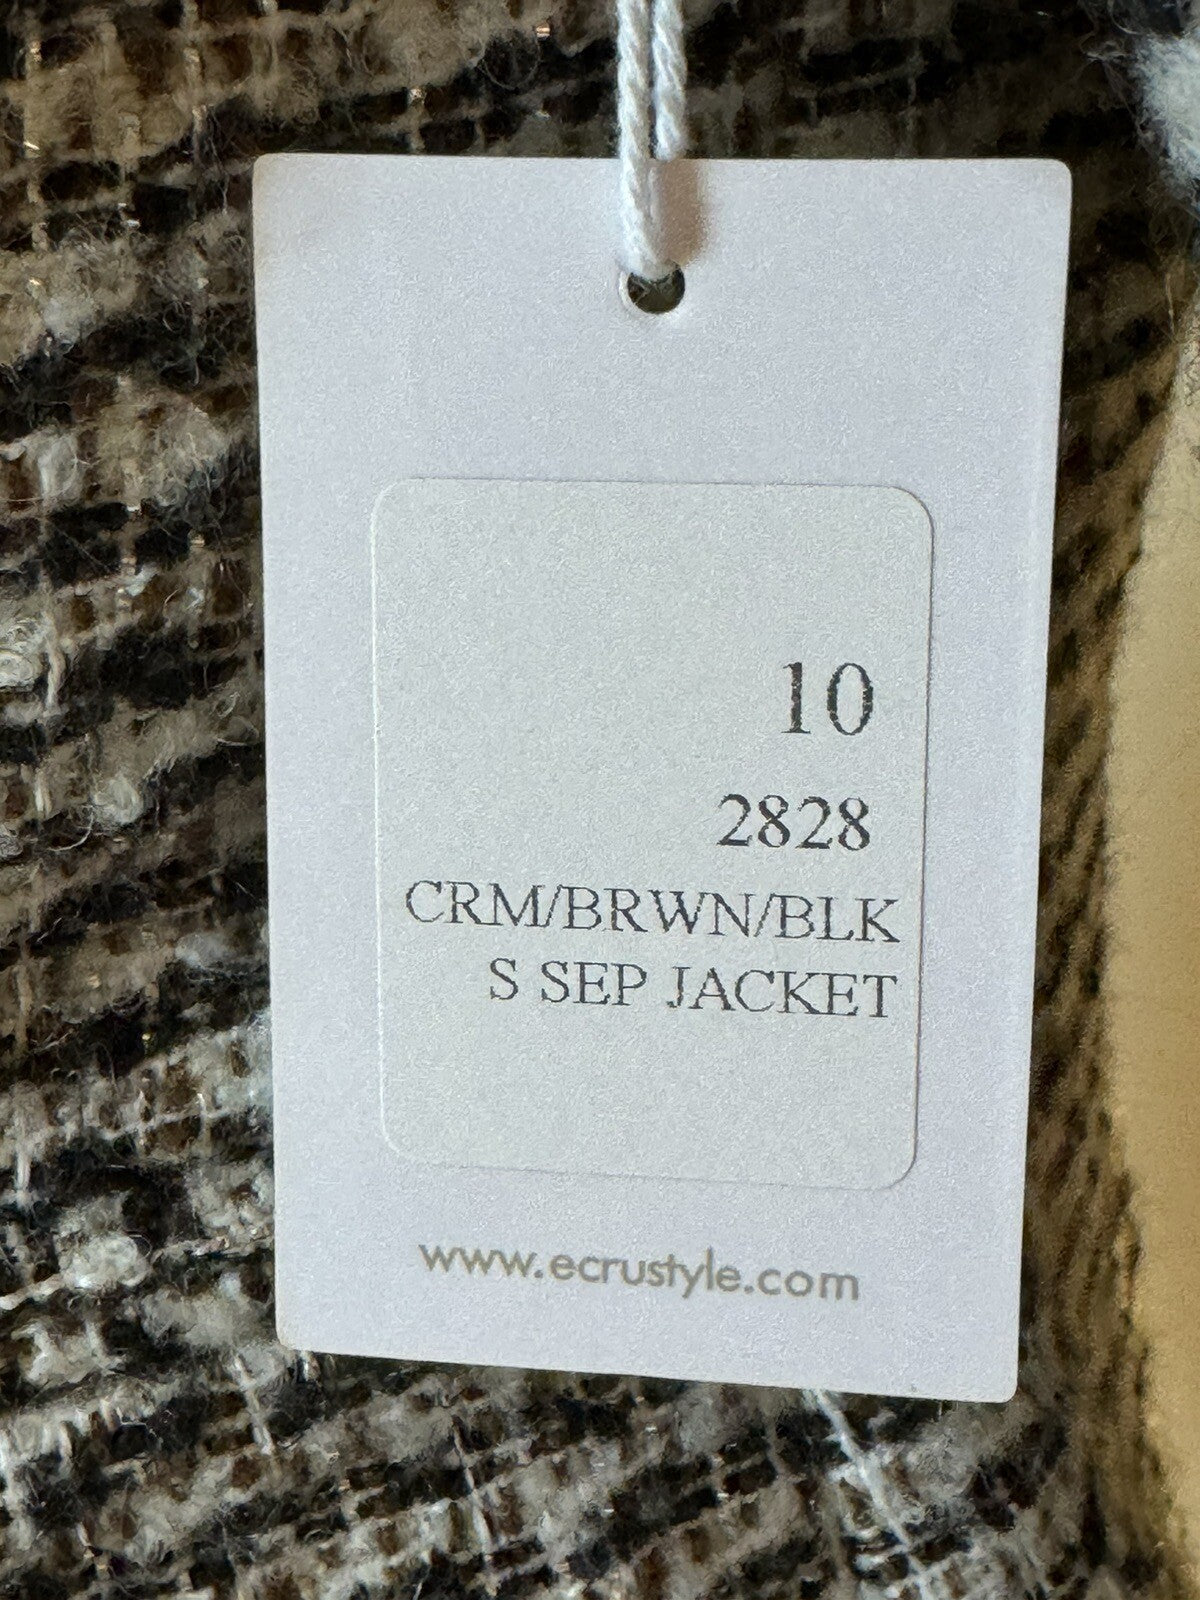 10
2828
CRM/BRWN/BLK
S SEP JACKET
www.ecrustyle.com